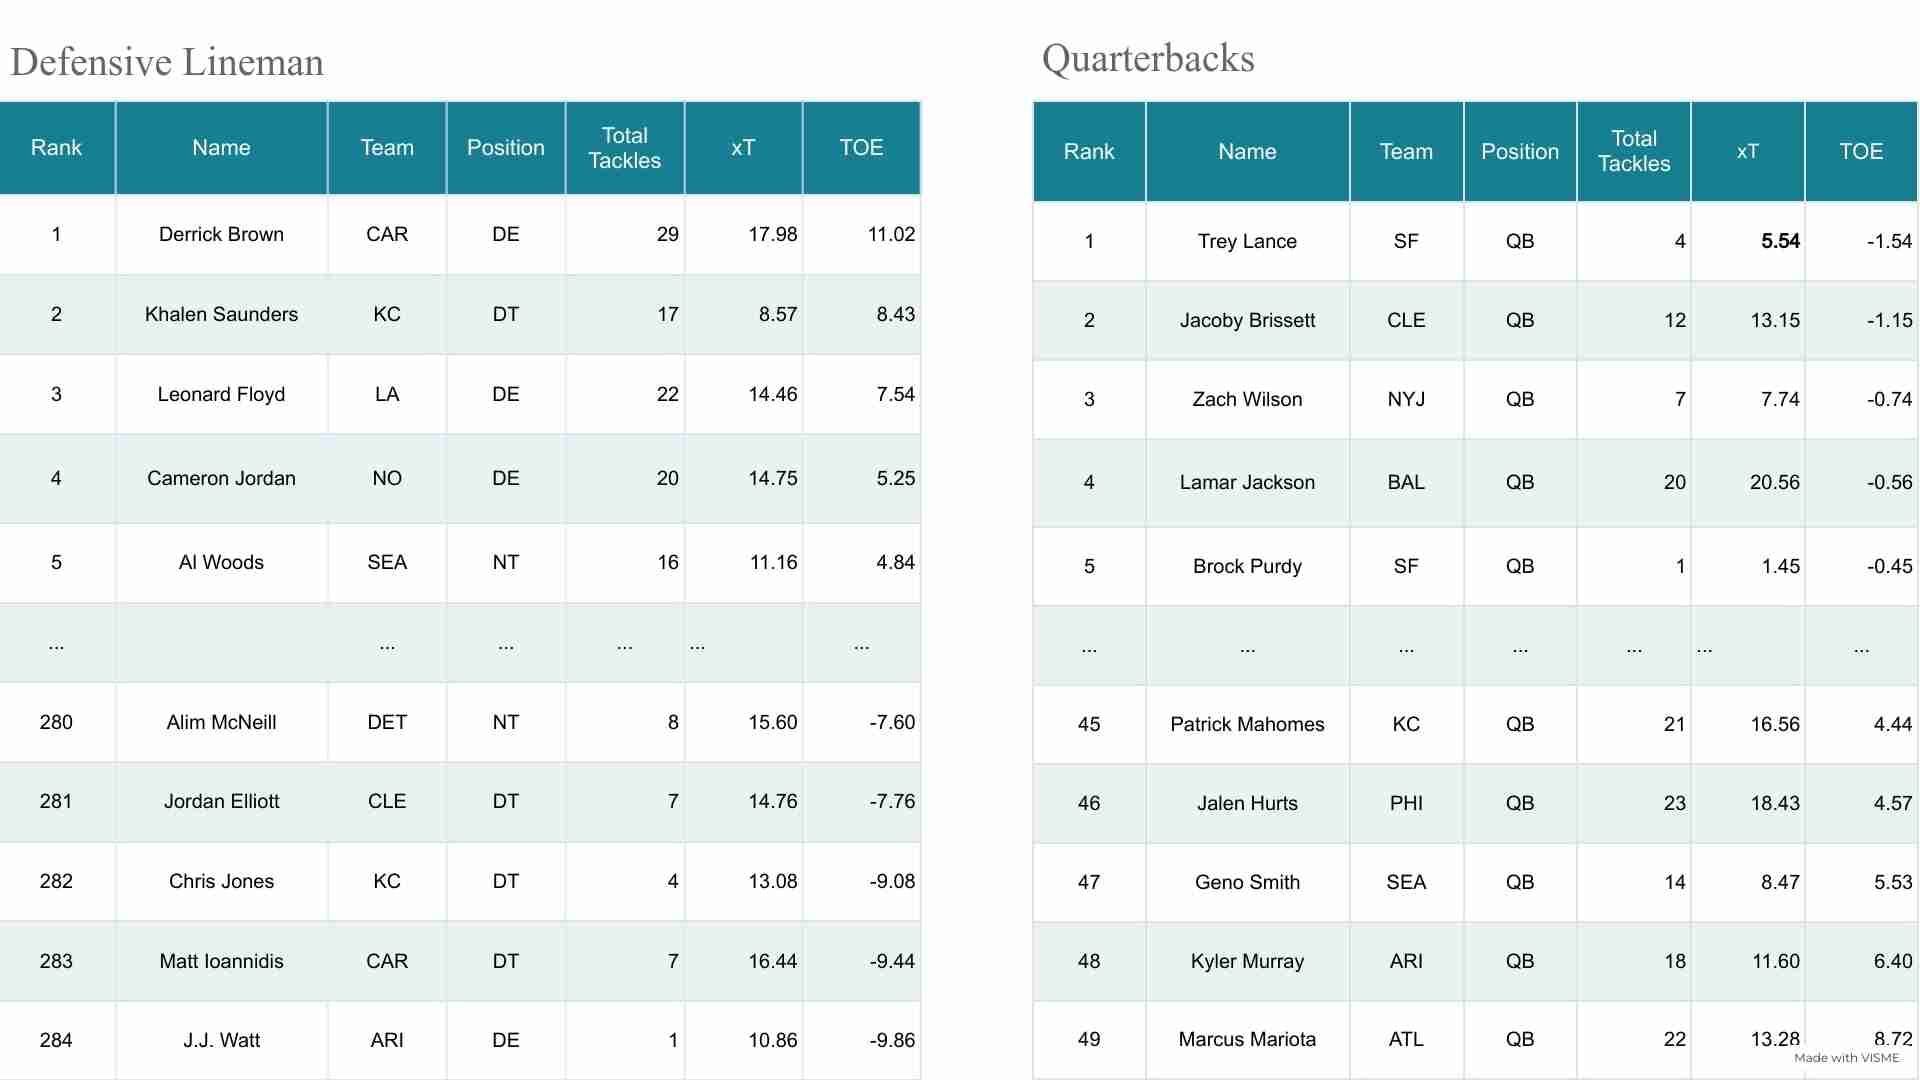 Defensive Lineman
Rank Name Team Position Total Tackles xT TOE
1 Derrick Brown CAR DE 29 17.98 11.02
2 Khalen Saunders KC DT 17 8.57 8.43
3 Leonard Floyd LA DE 22 14.46 7.54
4 Cameron Jordan NO DE 20 14.75 5.25
5 Al Woods SEA NT 16 11.16 4.84
... ... ... ... ... ...
280 Alim McNeill DET NT 8 15.60 -7.60
281 Jordan Elliott CLE DT 7 14.76 -7.76
282 Chris Jones KC DT 4 13.08 -9.08
283 Matt Ioannidis CAR DT 7 16.44 -9.44
284 J.J. Watt ARI DE 1 10.86 -9.86
Quarterbacks
Rank Name Team Position Total Tackles xT TOE
1 Trey Lance SF QB 4 5.54 -1.54
2 Jacoby Brissett CLE QB 12 13.15 -1.15
3 Zach Wilson NYJ QB 7 7.74 -0.74
4 Lamar Jackson BAL QB 20 20.56 -0.56
5 Brock Purdy SF QB 1 1.45 -0.45
... ... ... ... ... ... ...
45 Patrick Mahomes KC QB 21 16.56 4.44
46 Jalen Hurts PHI QB 23 18.43 4.57
47 Geno Smith SEA QB 14 8.47 5.53
48 Kyler Murray ARI QB 18 11.60 6.40
49 Marcus Mariota ATL QB 22 13.28 8.72
Made with VISME